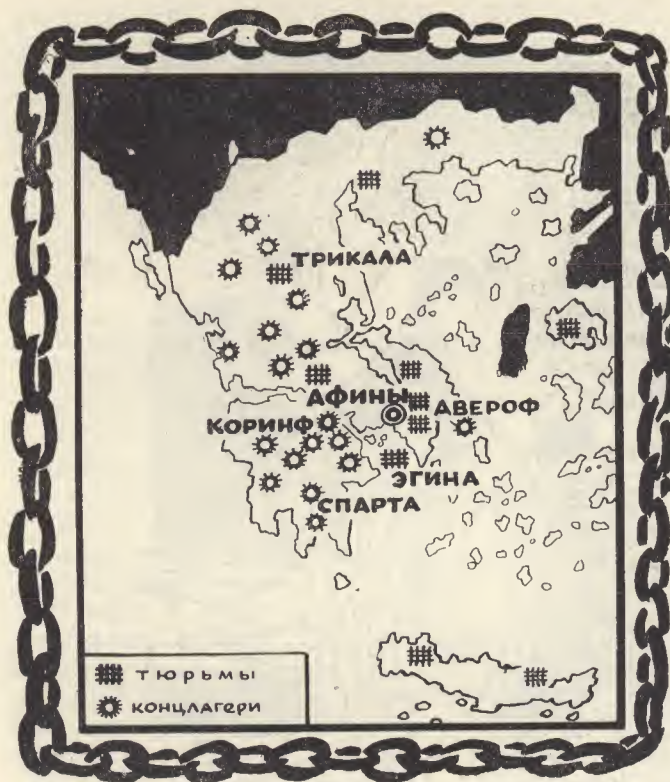 ТРИКАЛА
АФИНЫ
АВЕРОФ
КОРИНФ
ЭГИНА
СПАРТА
тюрьмы
концлагери